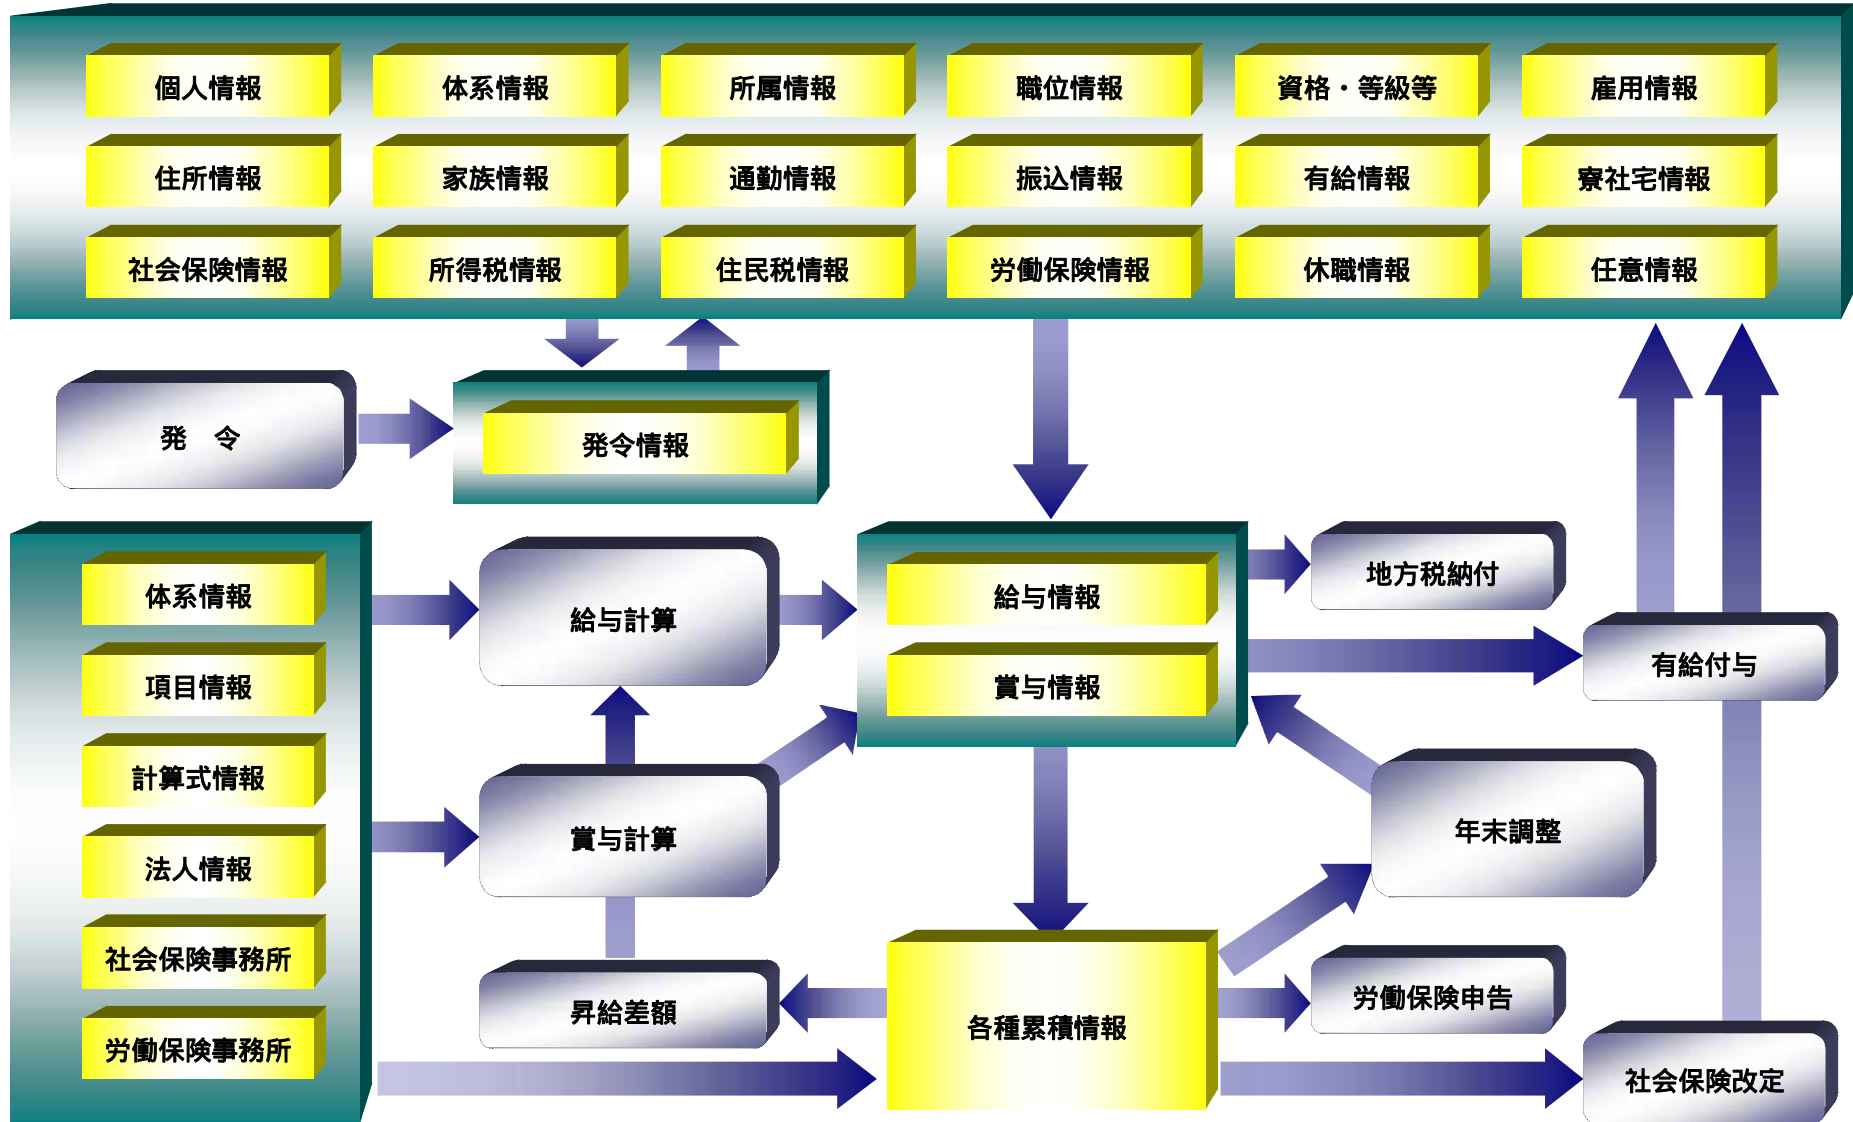 個人情報
体系情報
所属情報
職位情報
資格・等級等
雇用情報
住所情報
家族情報
通勤情報
振込情報
有給情報
寮社宅情報
社会保険情報
所得税情報
住民税情報
労働保険情報
休職情報
任意情報
発　令
発令情報
体系情報
項目情報
計算式情報
法人情報
社会保険事務所
労働保険事務所
給与計算
賞与計算
昇給差額
給与情報
賞与情報
各種累積情報
地方税納付
有給付与
年末調整
労働保険申告
社会保険改定